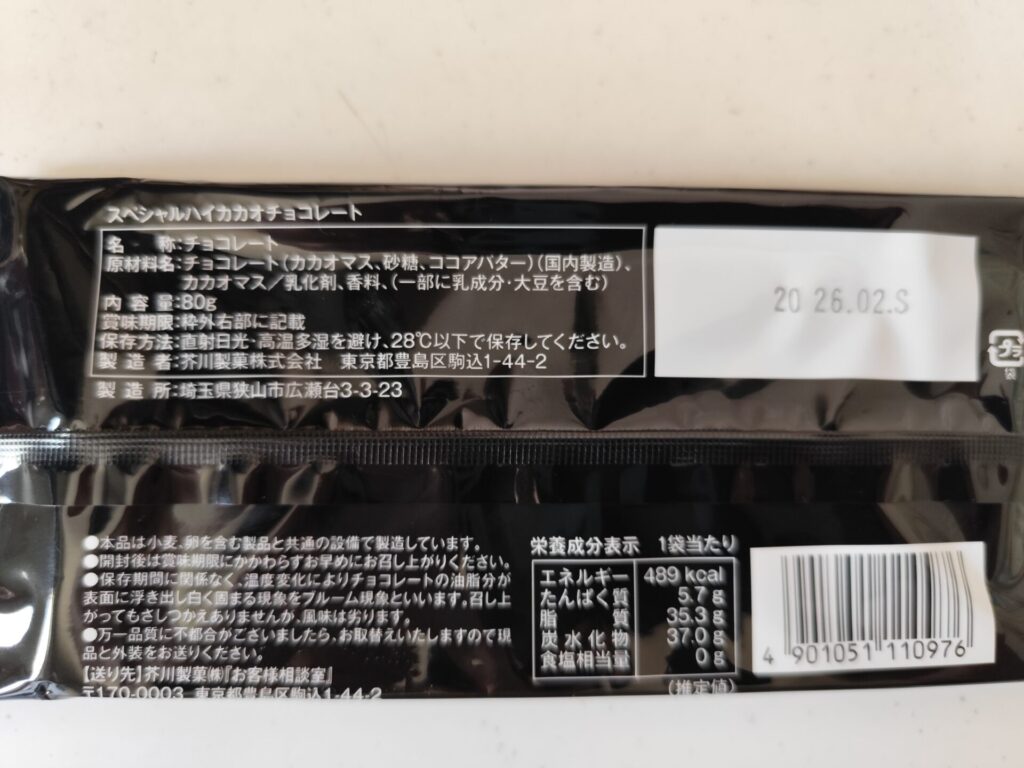 スペシャルハイカカオチョコレート
名 称:チョコレート
原材料名:チョコレート(カカオマス、砂糖、ココアバター)(国内製造)、
カカオマス/乳化剤、香料、(一部に乳成分・大豆を含む)
内容量:80g
賞味期限:枠外右部に記載
保存方法:直射日光・高温多湿を避け、28℃以下で保存してください。
製造者:芥川製菓株式会社 東京都豊島区駒込1-44-2
製造所:埼玉県狭山市広瀬台3-3-23
20 26.02.S
プラ
袋
●本品は小麦、卵を含む製品と共通の設備で製造しています。
●開封後は賞味期限にかかわらずお早めにお召し上がりください。
●保存期間に関係なく、温度変化によりチョコレートの油脂分が
表面に浮き出し白く固まる現象をブルーム現象といいます。召し上
がってもさしつかえありませんが、風味は劣ります。
●万一品質に不都合がございましたら、お取替えいたしますので現
品と外装をお送りください。
【送り先】芥川製菓㈱『お客様相談室』
〒170-0003 東京都豊島区駒込1-44-2
栄養成分表示 1袋当たり
エネルギー 489 kcal
たんぱく質 5.7 g
脂質 35.3 g
炭水化物 37.0 g
食塩相当量 0 g
(推定値)
4 901051 110976